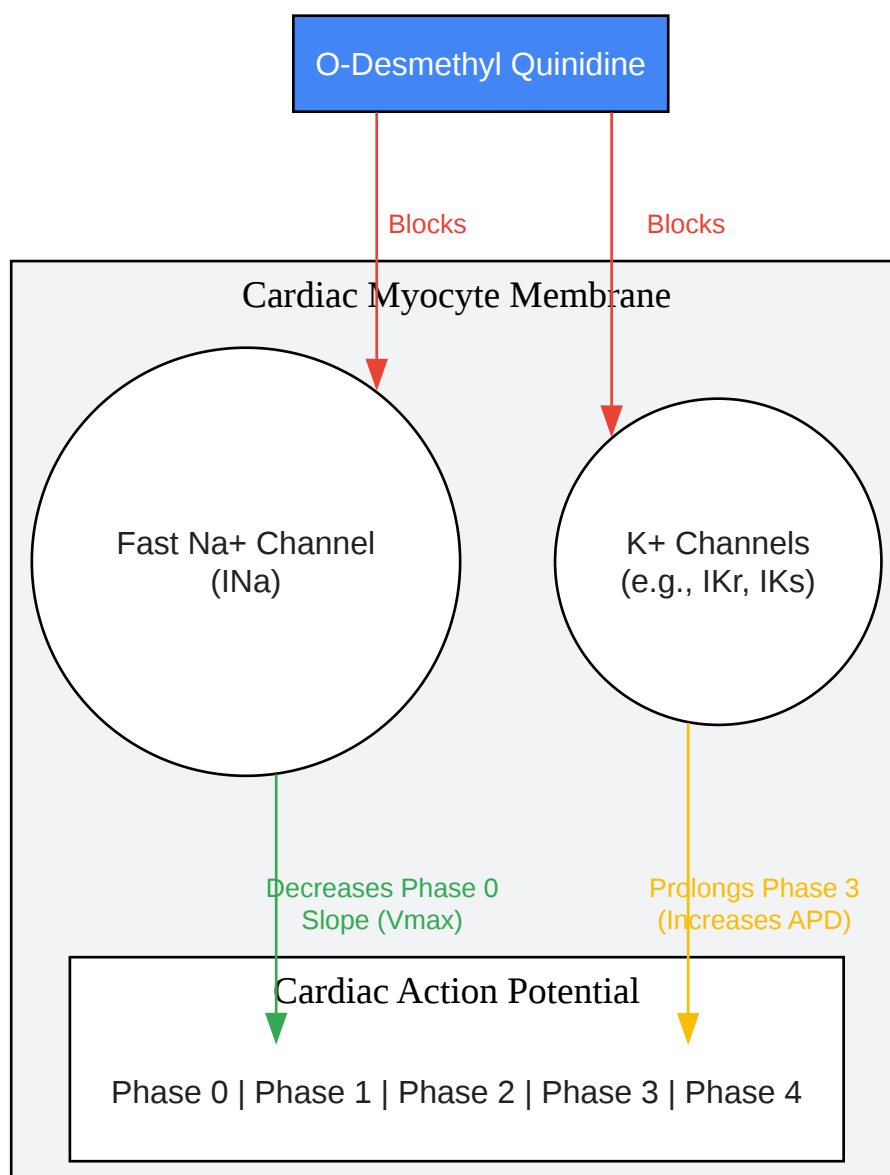 O-Desmethyl Quinidine
Blocks
Blocks
Cardiac Myocyte Membrane
Fast Na+ Channel
(INa)
K+ Channels
(e.g., IKr, IKs)
Decreases Phase 0
Slope (Vmax)
Prolongs Phase 3
(Increases APD)
Cardiac Action Potential
Phase 0 | Phase 1 | Phase 2 | Phase 3 | Phase 4